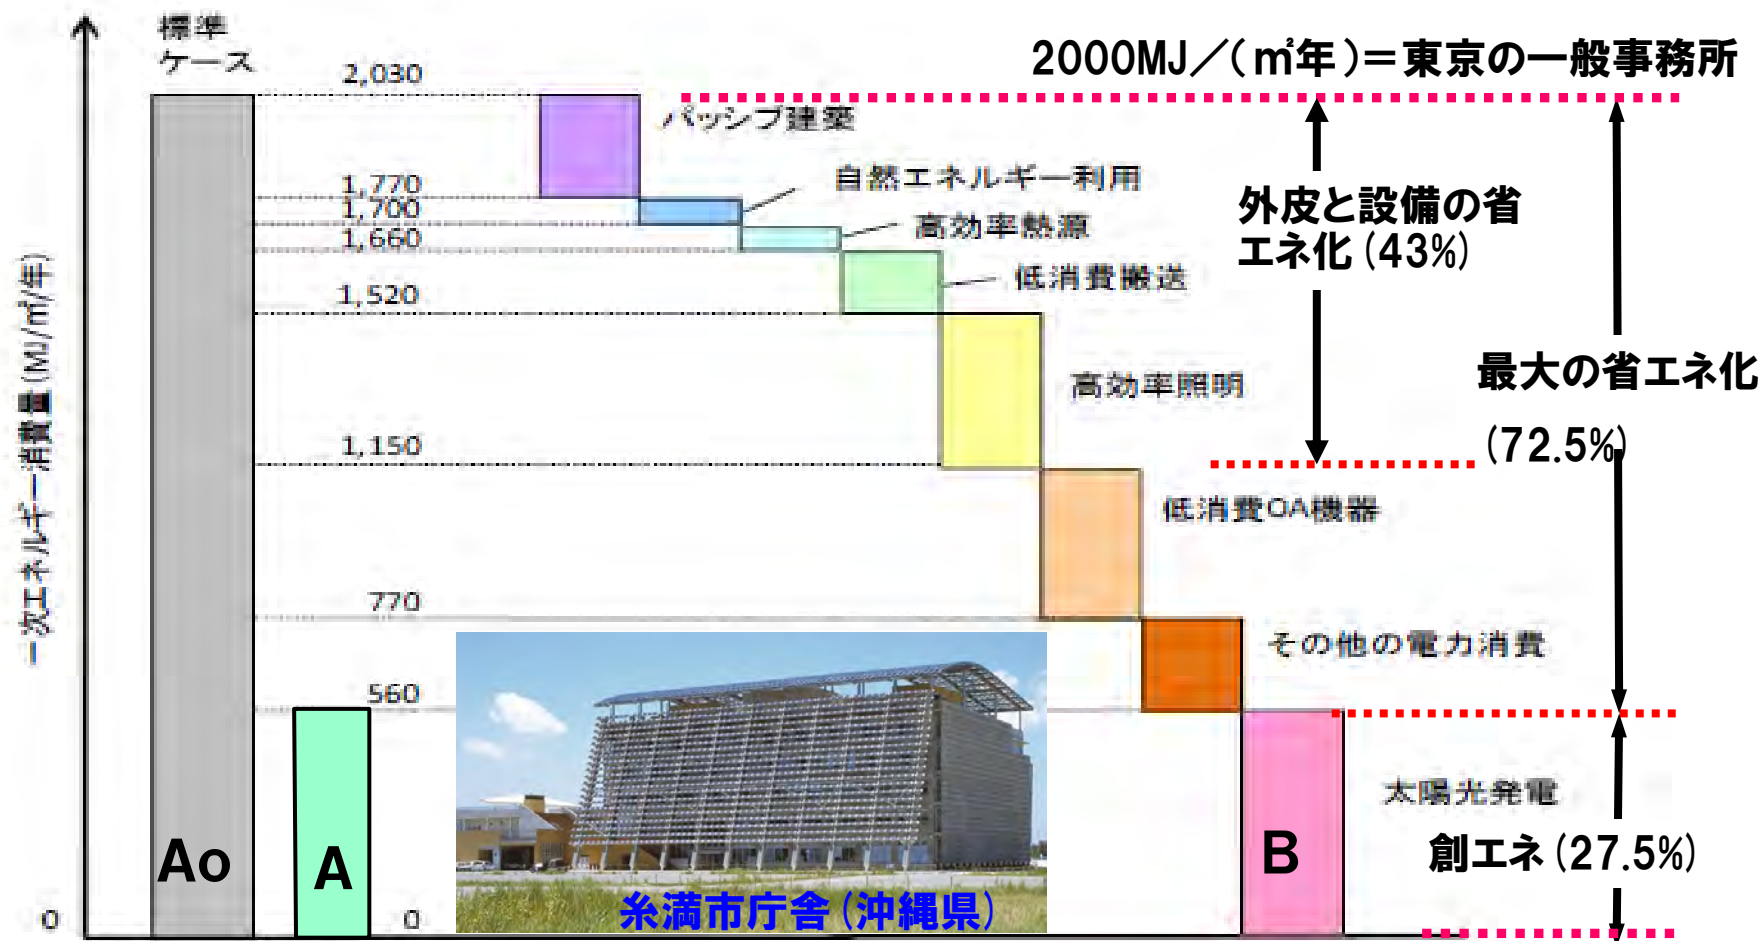 標準
ケース
2000MJ／(㎡年)＝東京の一般事務所
2,030
パッシブ建築
1,770
自然エネルギー利用
1,700
高効率熱源
1,660
外皮と設備の省
エネ化(43%)
低消費搬送
1,520
高効率照明
最大の省エネ化
(72.5%)
1,150
低消費OA機器
770
その他の電力消費
560
太陽光発電
創エネ(27.5%)
Ao
A
B
糸満市庁舎(沖縄県)
0
0
一次エネルギー消費量(MJ/㎡/年)